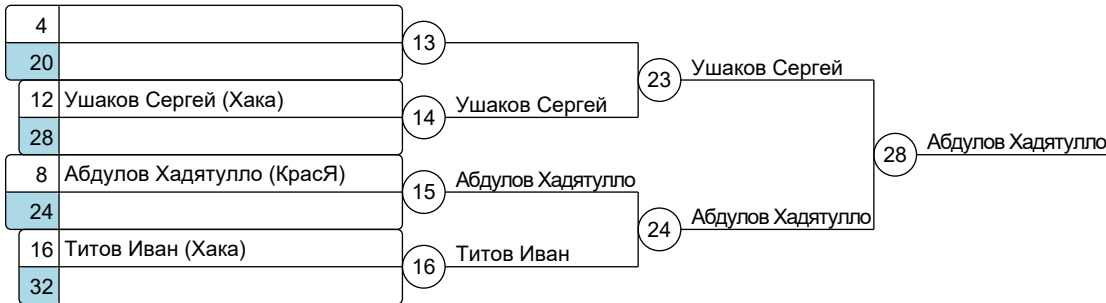 4
13
20
23 Ушаков Сергей
12 Ушаков Сергей (Хака)
14 Ушаков Сергей
28
28 Абдулов Хадятулло
8 Абдулов Хадятулло (КрасЯ)
15 Абдулов Хадятулло
24
24 Абдулов Хадятулло
16 Титов Иван (Хака)
16 Титов Иван
32